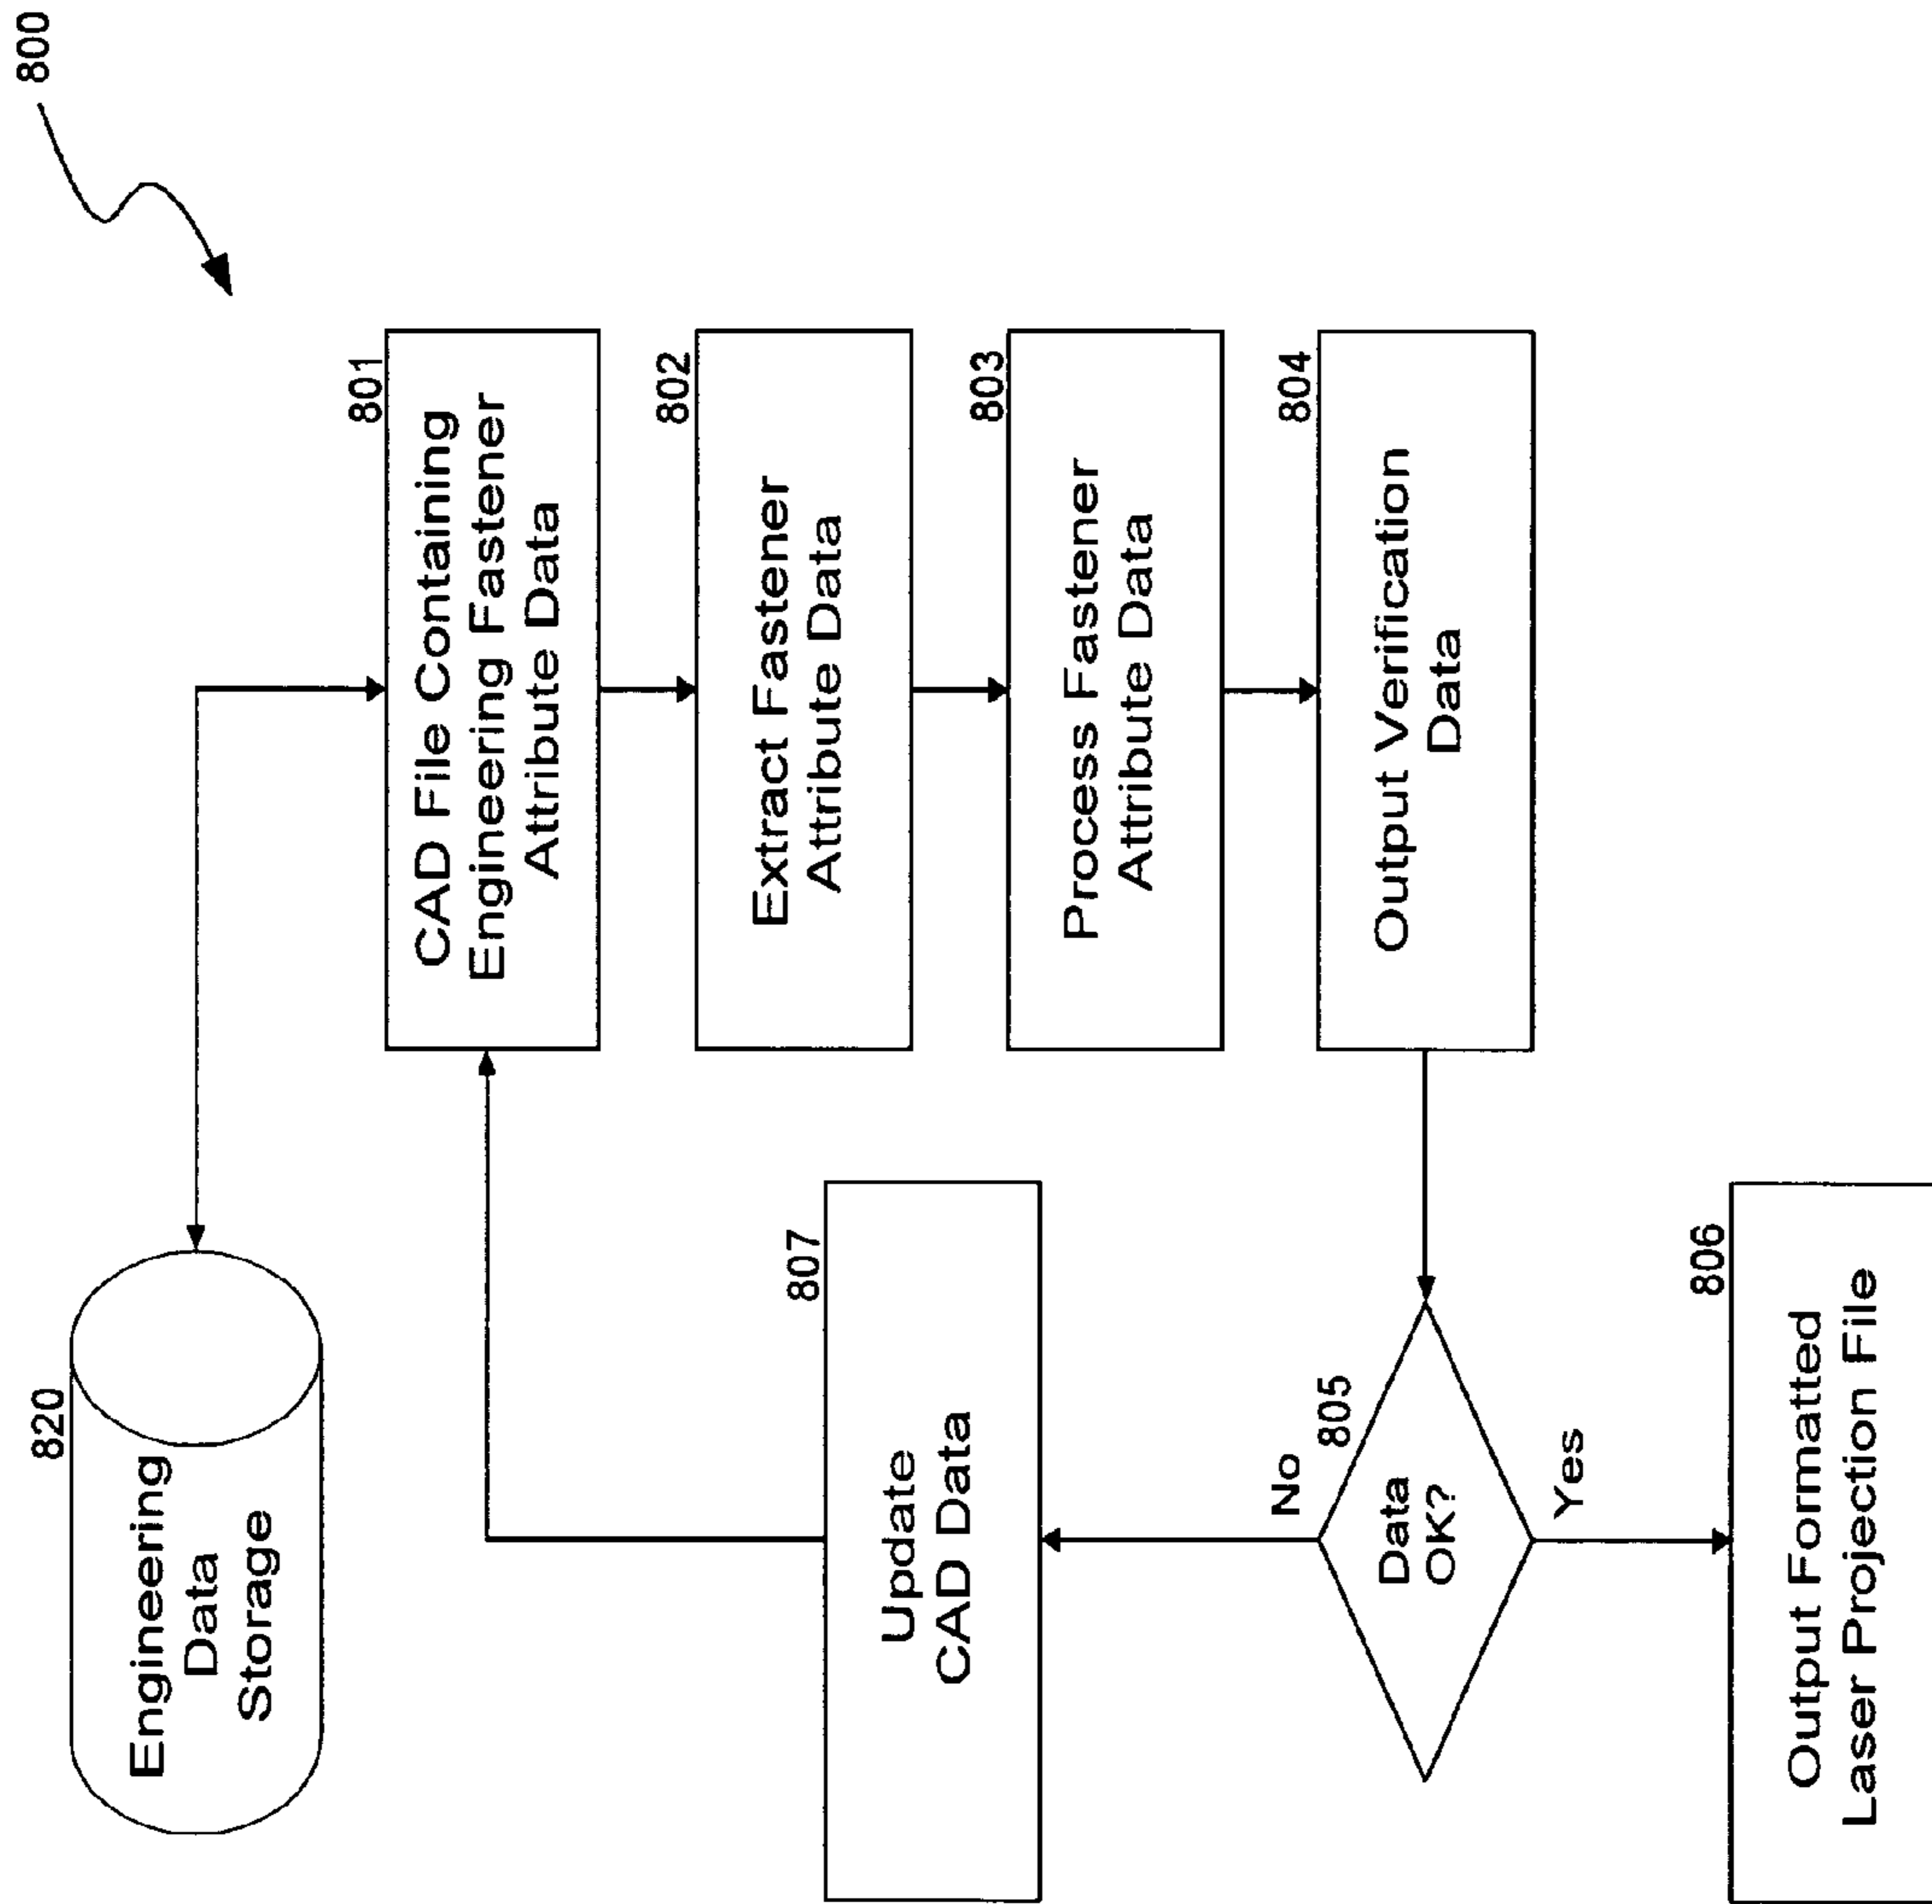 800
820
Engineering
Data
Storage
801
CAD File Containing
Engineering Fastener
Attribute Data
802
Extract Fastener
Attribute Data
803
Process Fastener
Attribute Data
804
Output Verification
Data
805
Data
OK?
No
Yes
807
Update
CAD Data
806
Output Formatted
Laser Projection File